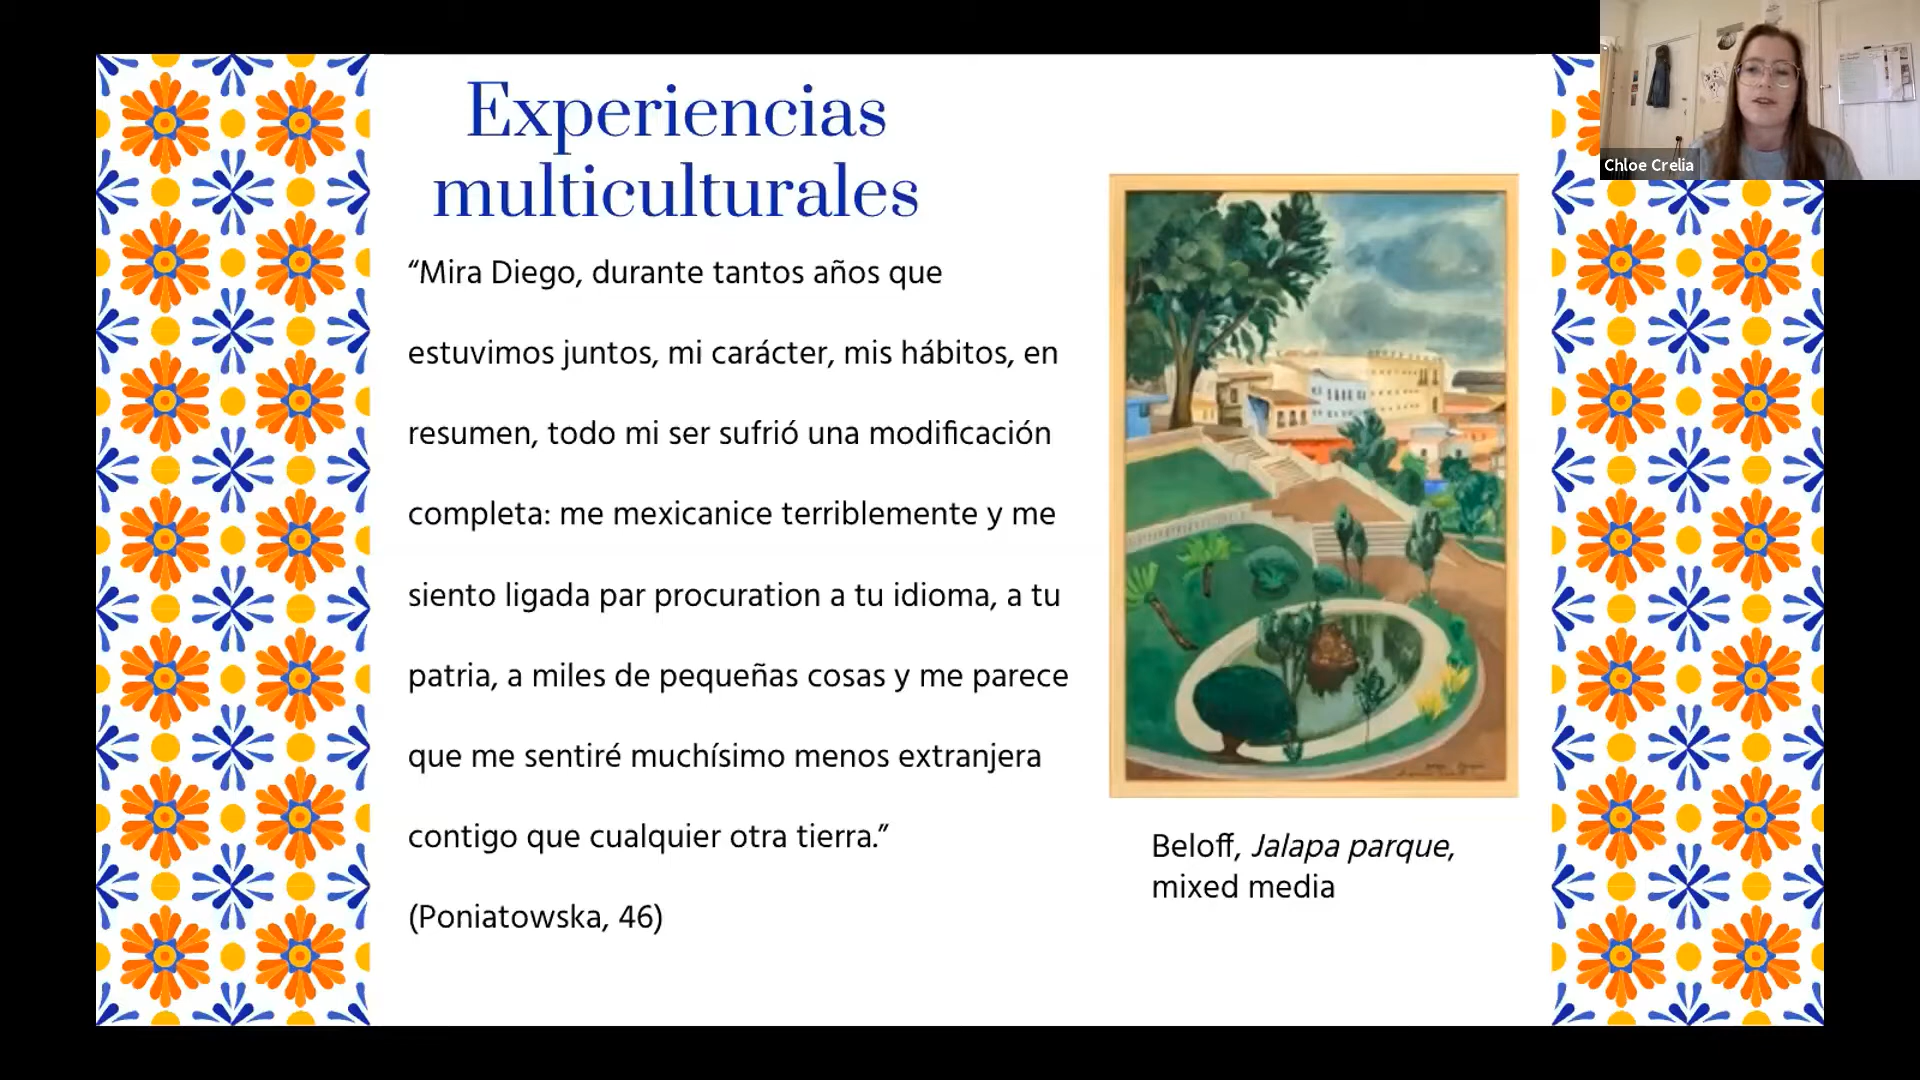 Experiencias
multiculturales
“Mira Diego, durante tantos años que
estuvimos juntos, mi carácter, mis hábitos, en
resumen, todo mi ser sufrió una modificación
completa: me mexicanice terriblemente y me
siento ligada par procuration a tu idioma, a tu
patria, a miles de pequeñas cosas y me parece
que me sentiré muchísimo menos extranjera
contigo que cualquier otra tierra.”
(Poniatowska, 46)
Beloff, Jalapa parque,
mixed media
Chloe Crelia